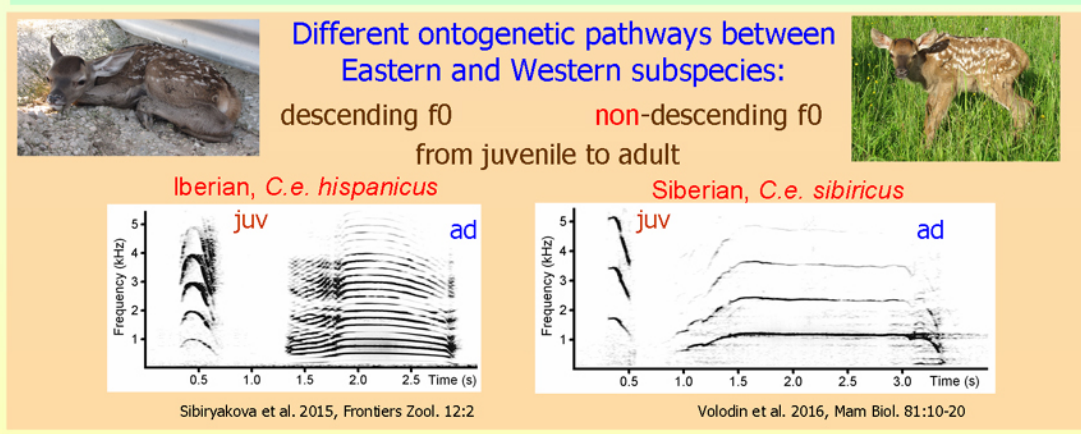 Different ontogenetic pathways between
Eastern and Western subspecies:
descending f0 non-descending f0
from juvenile to adult
Iberian, C.e. hispanicus
5
4
3
2
1
Frequency (kHz)
juv
ad
0.5 1.0 1.5 2.0 2.5 Time (s)
Sibiryakova et al. 2015, Frontiers Zool. 12:2
Siberian, C.e. sibiricus
5
4
3
2
1
Frequency (kHz)
juv
ad
0.5 1.0 1.5 2.0 2.5 3.0 Time (s)
Volodin et al. 2016, Mam Biol. 81:10-20